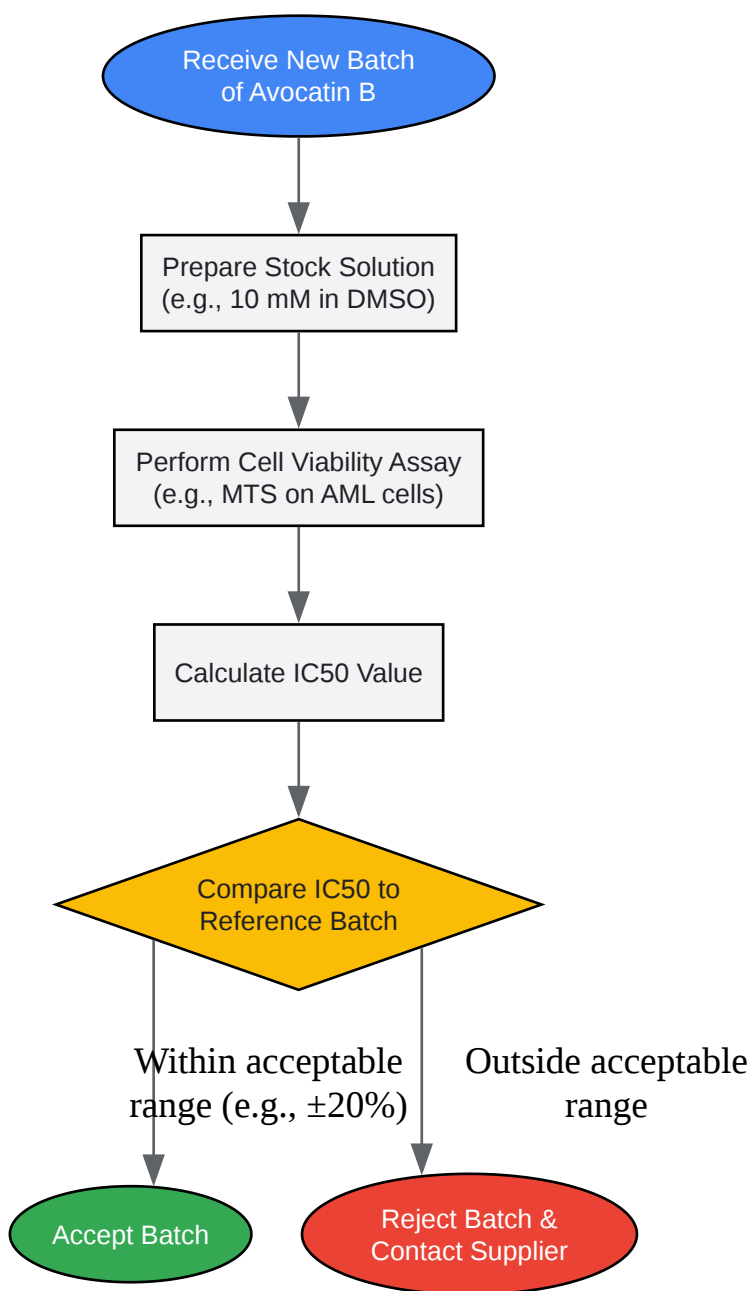 Receive New Batch
of Avocatin B
Prepare Stock Solution
(e.g., 10 mM in DMSO)
Perform Cell Viability Assay
(e.g., MTS on AML cells)
Calculate IC50 Value
Compare IC50 to
Reference Batch
Within acceptable
range (e.g., ±20%)
Outside acceptable
range
Accept Batch
Reject Batch &
Contact Supplier